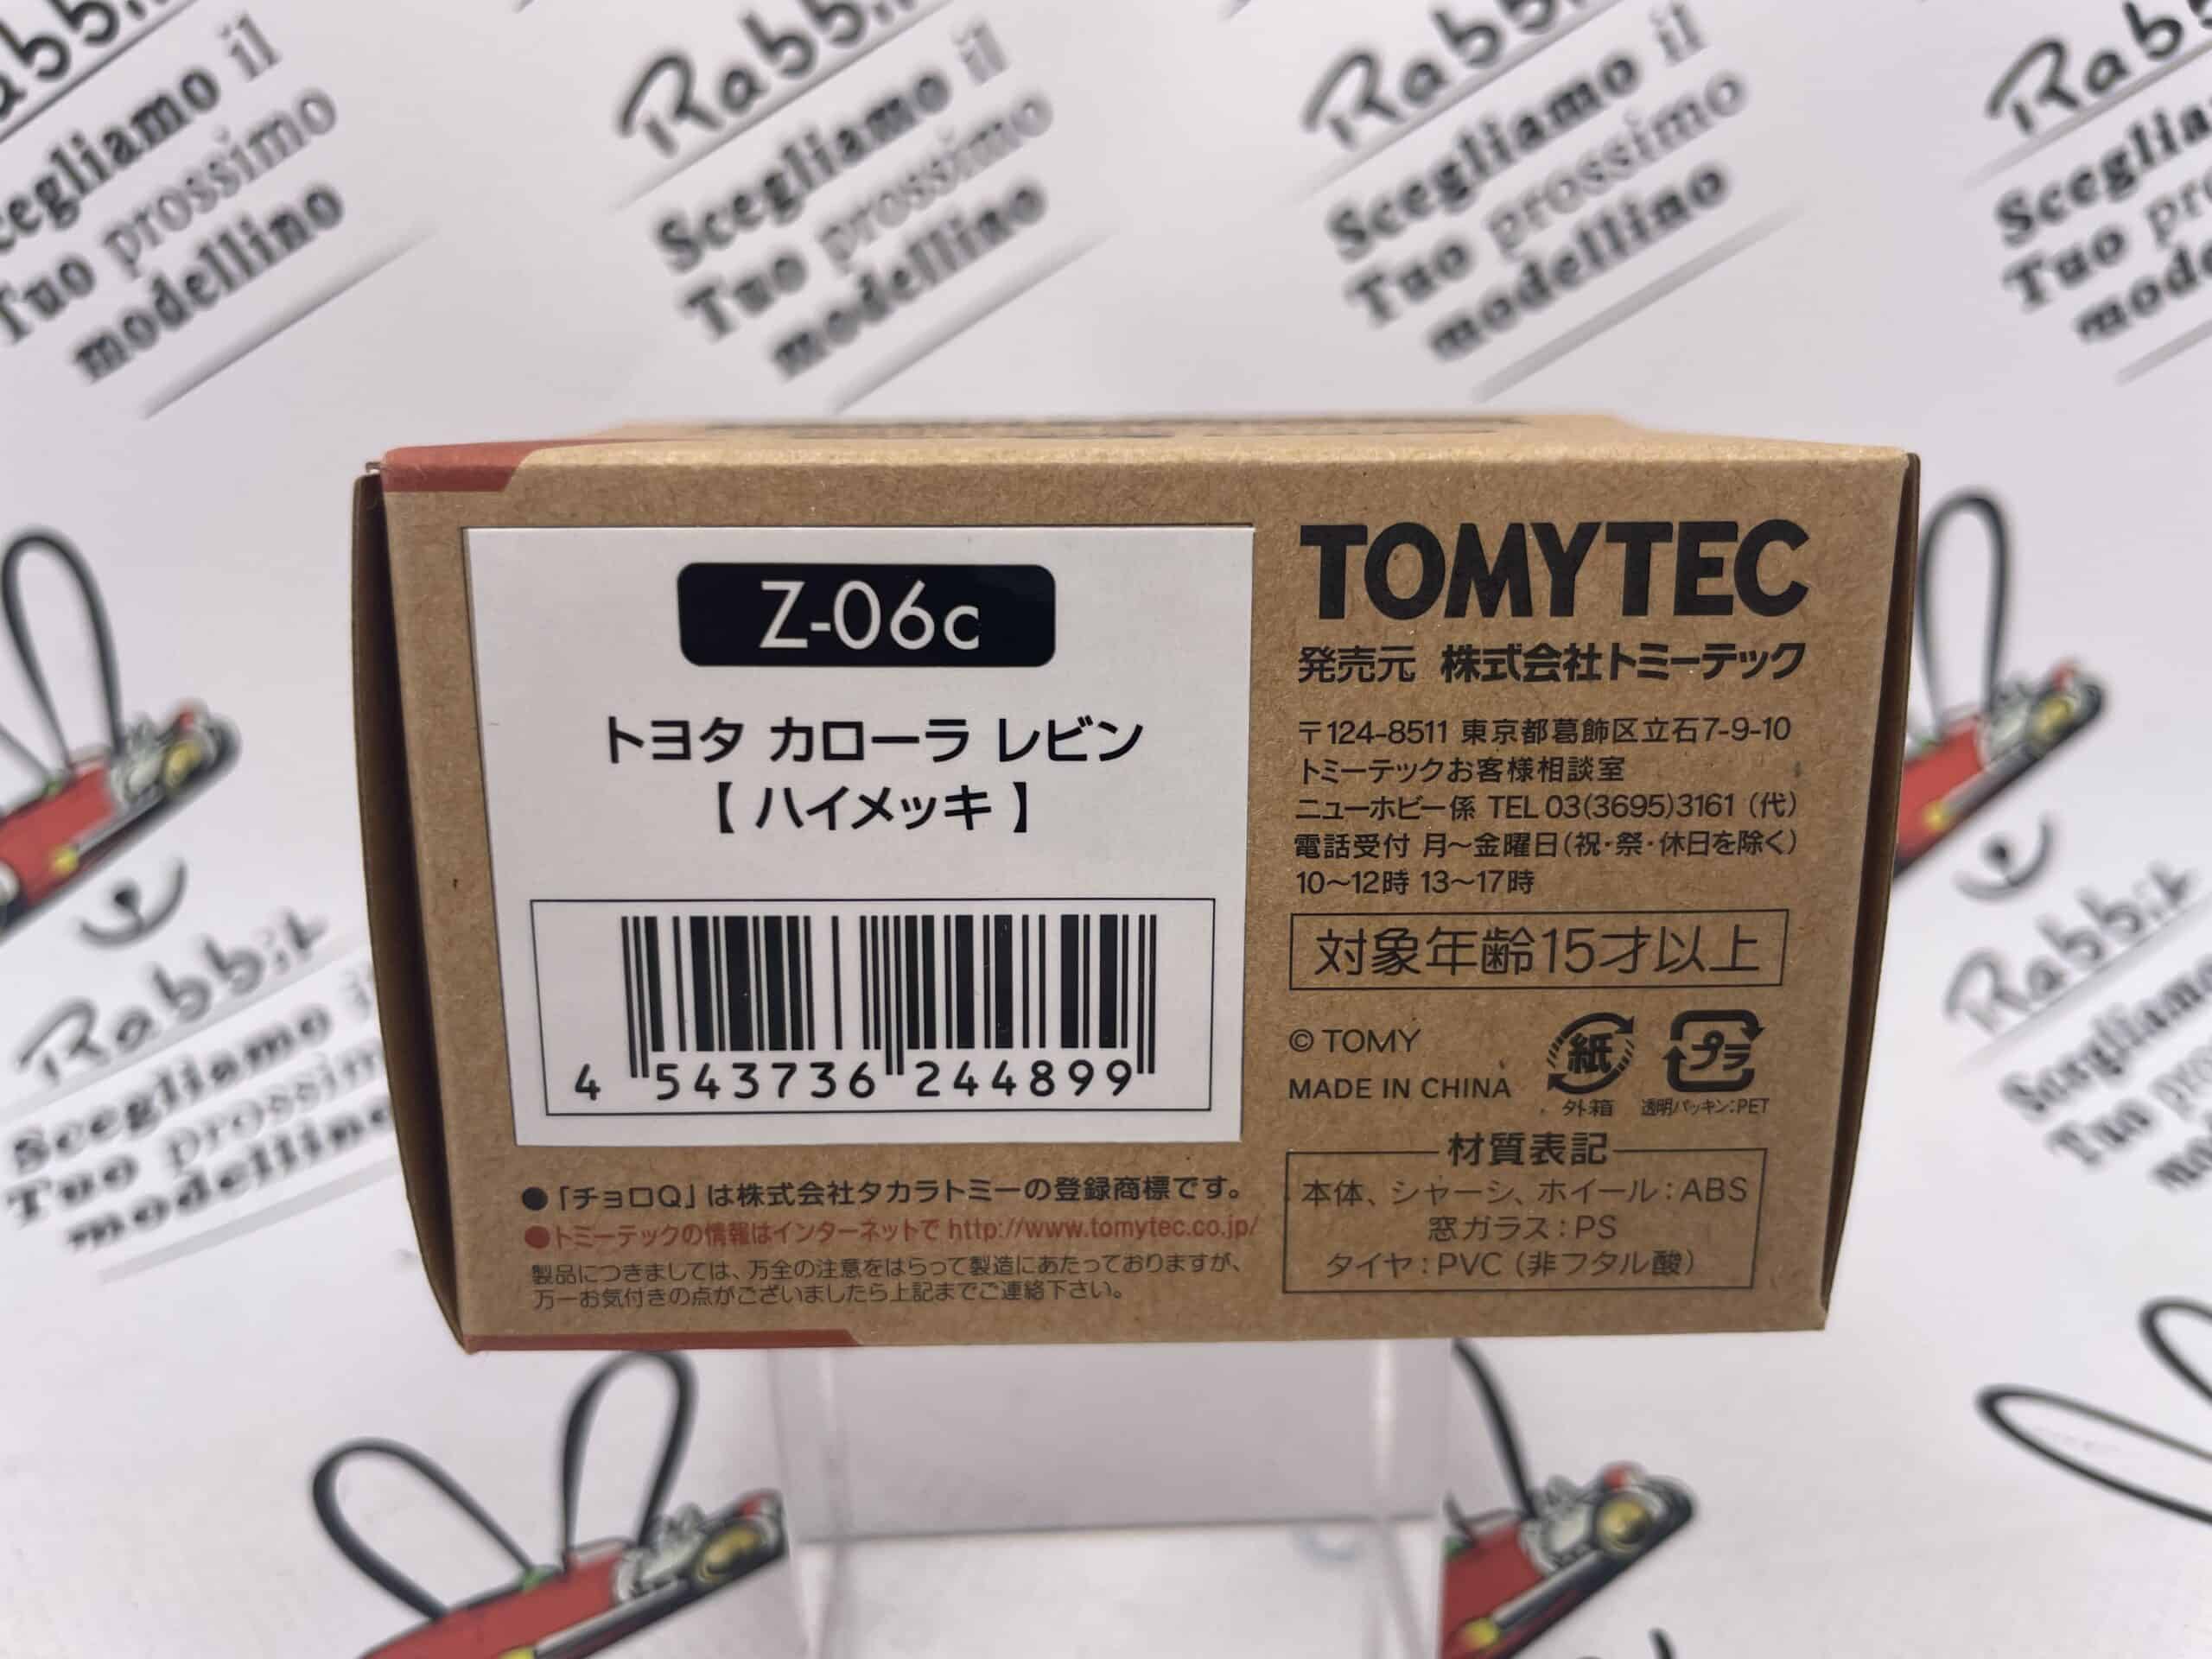 Rabbit
Scegliamo il
Tuo prossimo
modellino
Rabbit
Scegliamo il
Tuo prossimo
modellino
Z-06c
トヨタ カローラ レビン
【 ハイメッキ 】
4 543736 244899
●「チョロQ」は株式会社タカラトミーの登録商標です。
●トミーテックの情報はインターネットで http://www.tomytec.co.jp/
製品につきましては、万全の注意をはらって製造にあたっておりますが、
万一お気付きの点がございましたら上記までご連絡下さい。
TOMYTEC
発売元 株式会社トミーテック
〒124-8511 東京都葛飾区立石7-9-10
トミーテックお客様相談室
ニューホビー係 TEL 03(3695)3161（代）
電話受付 月～金曜日(祝・祭・休日を除く)
10～12時 13～17時
対象年齢15才以上
© TOMY
MADE IN CHINA
紙
外箱
プラ
透明パッキン:PET
材質表記
本体、シャーシ、ホイール：ABS
窓ガラス：PS
タイヤ：PVC（非フタル酸）
Rabbit
Scegliamo il
Tuo prossimo
modellino